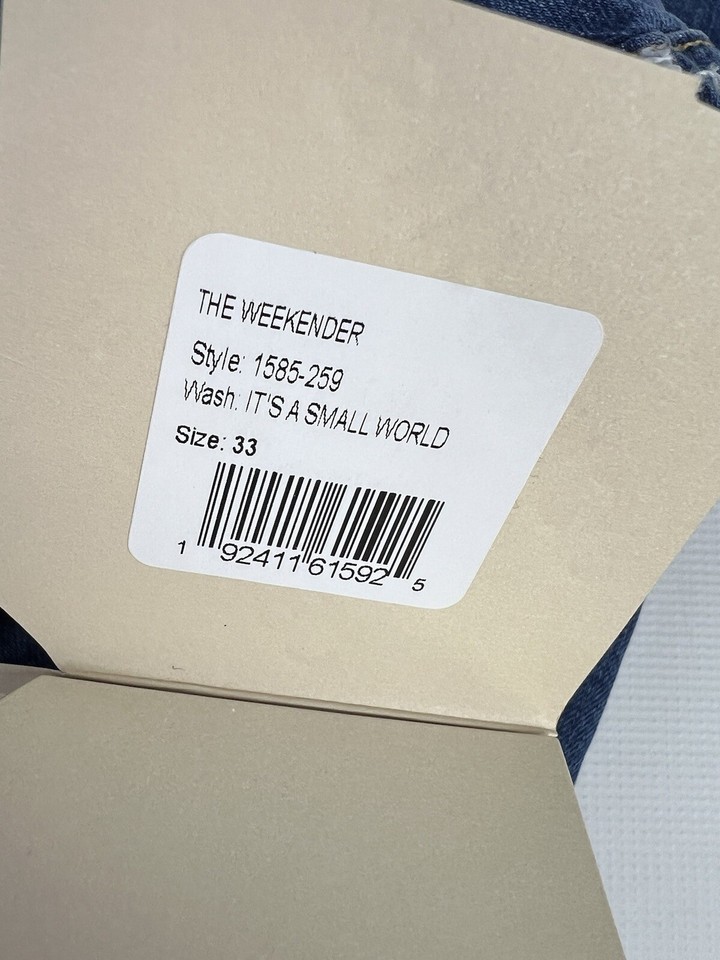 THE WEEKENDER
Style: 1585-259
Wash: IT'S A SMALL WORLD
Size: 33
1 92411 61592 5